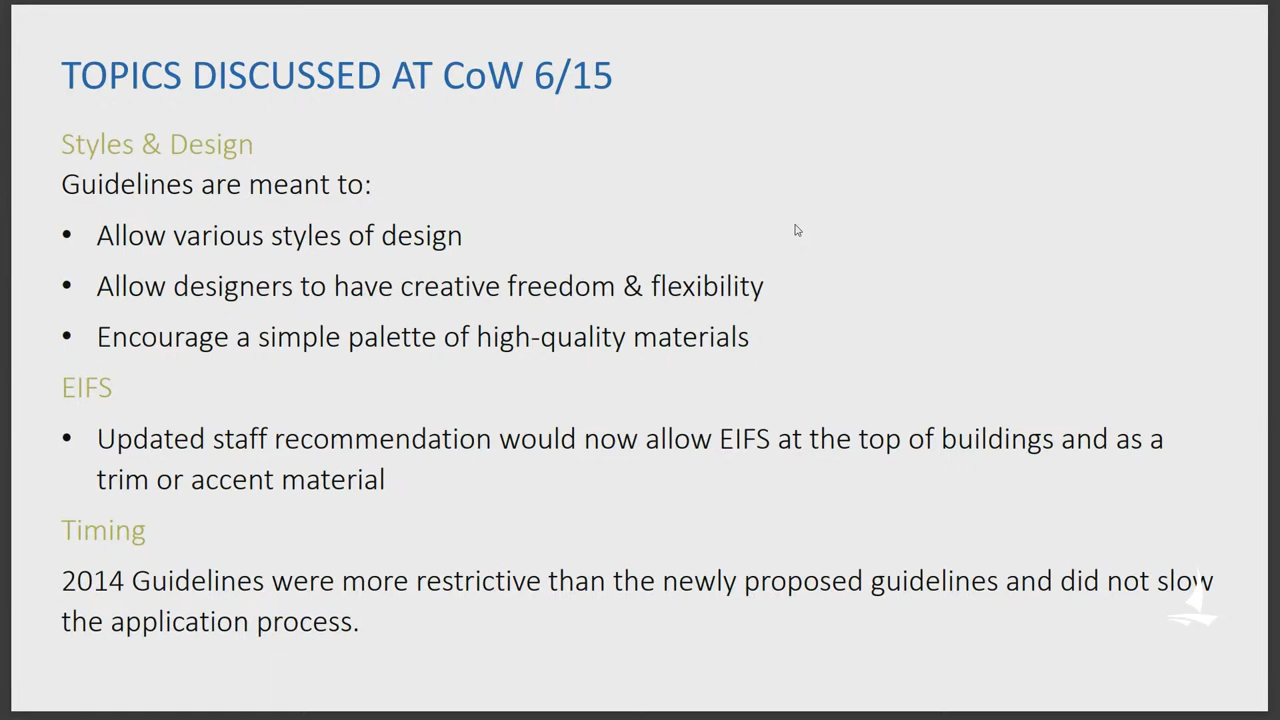 TOPICS DISCUSSED AT CoW 6/15
Styles & Design
Guidelines are meant to:
• Allow various styles of design
• Allow designers to have creative freedom & flexibility
• Encourage a simple palette of high-quality materials
EIFS
• Updated staff recommendation would now allow EIFS at the top of buildings and as a
trim or accent material
Timing
2014 Guidelines were more restrictive than the newly proposed guidelines and did not slow
the application process.